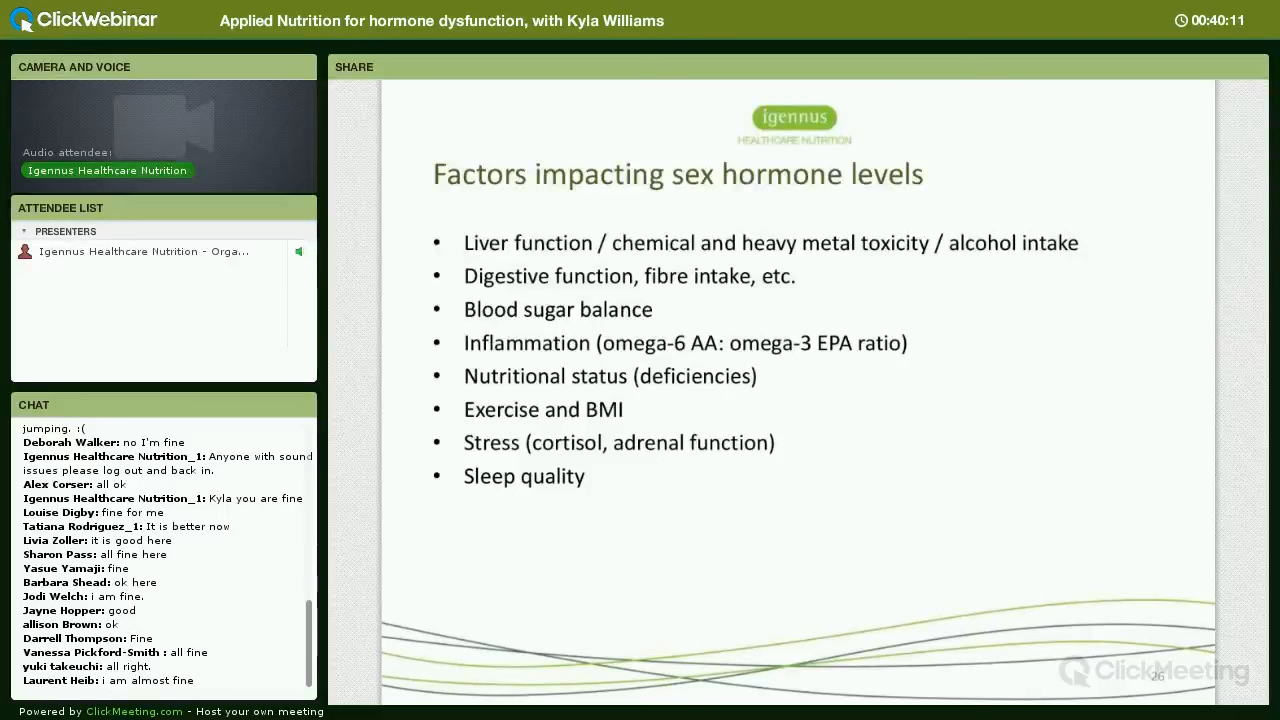 ClickWebinar
Applied Nutrition for hormone dysfunction, with Kyla Williams
00:40:11
CAMERA AND VOICE
Audio attendee:
Igennus Healthcare Nutrition
ATTENDEE LIST
PRESENTERS
Igennus Healthcare Nutrition - Orga...
CHAT
jumping. :(
Deborah Walker: no I'm fine
Igennus Healthcare Nutrition_1: Anyone with sound
issues please log out and back in.
Alex Corser: all ok
Igennus Healthcare Nutrition_1: Kyla you are fine
Louise Digby: fine for me
Tatiana Rodriguez_1: It is better now
Livia Zoller: it is good here
Sharon Pass: all fine here
Yasue Yamaji: fine
Barbara Shead: ok here
Jodi Welch: i am fine.
Jayne Hopper: good
allison Brown: ok
Darrell Thompson: Fine
Vanessa Pickford-Smith : all fine
yuki takeuchi: all right.
Laurent Heib: i am almost fine
Powered by ClickMeeting.com - Host your own meeting
SHARE
igennus
HEALTHCARE NUTRITION
Factors impacting sex hormone levels
• Liver function / chemical and heavy metal toxicity / alcohol intake
• Digestive function, fibre intake, etc.
• Blood sugar balance
• Inflammation (omega-6 AA: omega-3 EPA ratio)
• Nutritional status (deficiencies)
• Exercise and BMI
• Stress (cortisol, adrenal function)
• Sleep quality
ClickMeeting
26